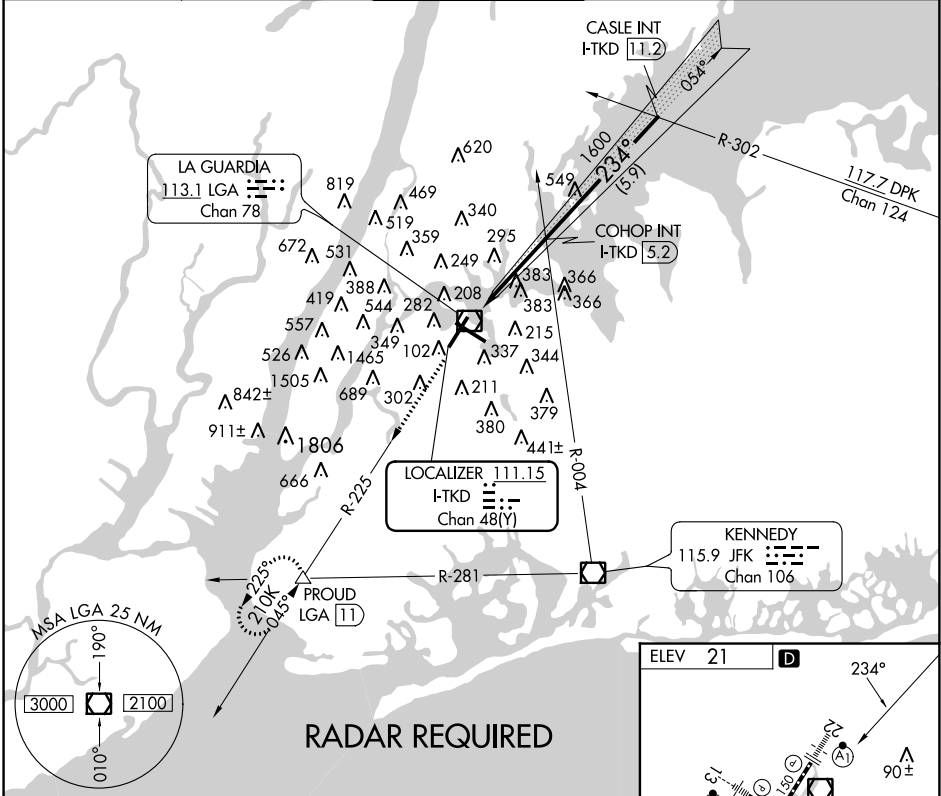 CASLE INT
I-TKD 11.2
054°
1600
234°
(5.9)
R-302
117.7 DPK
Chan 124
LA GUARDIA
113.1 LGA
Chan 78
620
819
469
519
340
549
359
295
COHOP INT
I-TKD 5.2
672
531
249
388
208
383
366
383
366
419
544
282
557
349
215
526
1465
102
337
344
1505
689
302
211
842±
380
379
911±
1806
441±
666
R-225
R-004
LOCALIZER 111.15
I-TKD
Chan 48(Y)
KENNEDY
115.9 JFK
Chan 106
R-281
225°
210K
045°
PROUD
LGA 11
MSA LGA 25 NM
190°
3000
2100
010°
RADAR REQUIRED
ELEV 21
D
234°
22
A1
90±
13
P
P
150